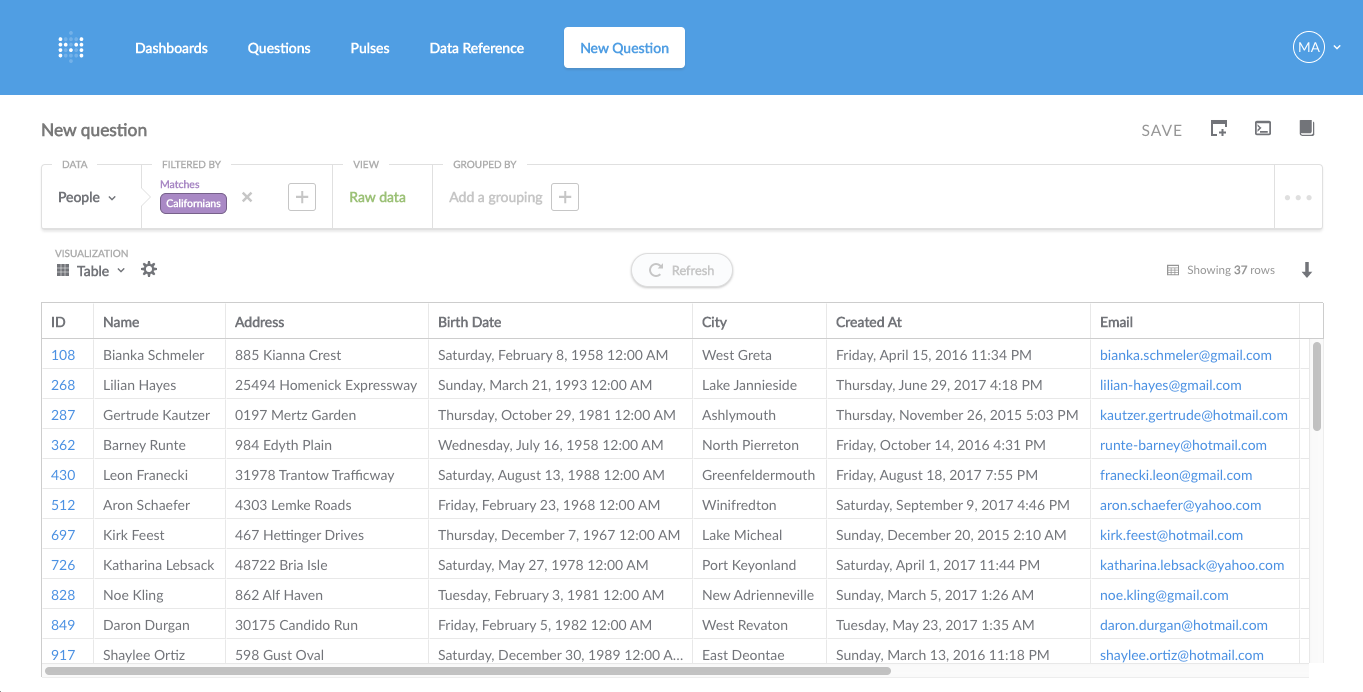 Dashboards Questions Pulses Data Reference New Question MA
New question SAVE
DATA FILTERED BY VIEW GROUPED BY
Matches
People Californians Raw data Add a grouping
VISUALIZATION
Table Refresh Showing 37 rows
ID Name Address Birth Date City Created At Email
108 Bianka Schmeler 885 Kianna Crest Saturday, February 8, 1958 12:00 AM West Greta Friday, April 15, 2016 11:34 PM bianka.schmeler@gmail.com
268 Lilian Hayes 25494 Homenick Expressway Sunday, March 21, 1993 12:00 AM Lake Jannieside Thursday, June 29, 2017 4:18 PM lilian-hayes@gmail.com
287 Gertrude Kautzer 0197 Mertz Garden Thursday, October 29, 1981 12:00 AM Ashlymouth Thursday, November 26, 2015 5:03 PM kautzer.gertrude@hotmail.com
362 Barney Runte 984 Edyth Plain Wednesday, July 16, 1958 12:00 AM North Pierreton Friday, October 14, 2016 4:31 PM runte-barney@hotmail.com
430 Leon Franecki 31978 Trantow Trafficway Saturday, August 13, 1988 12:00 AM Greenfeldermouth Friday, August 18, 2017 7:55 PM franecki.leon@gmail.com
512 Aron Schaefer 4303 Lemke Roads Friday, February 23, 1968 12:00 AM Winifredton Saturday, September 9, 2017 4:46 PM aron.schaefer@yahoo.com
697 Kirk Feest 467 Hettinger Drives Thursday, December 7, 1967 12:00 AM Lake Micheal Sunday, December 20, 2015 2:10 AM kirk.feest@hotmail.com
726 Katharina Lebsack 48722 Bria Isle Saturday, May 27, 1978 12:00 AM Port Keyonland Saturday, April 1, 2017 11:44 PM katharina.lebsack@yahoo.com
828 Noe Kling 862 Alf Haven Tuesday, February 3, 1981 12:00 AM New Adrienneville Sunday, March 5, 2017 1:26 AM noe.kling@gmail.com
849 Daron Durgan 30175 Candido Run Friday, February 5, 1982 12:00 AM West Revaton Tuesday, May 23, 2017 1:35 AM daron.durgan@hotmail.com
917 Shaylee Ortiz 598 Gust Oval Saturday, December 30, 1989 12:00 A... East Deontae Sunday, March 13, 2016 11:18 PM shaylee.ortiz@hotmail.com